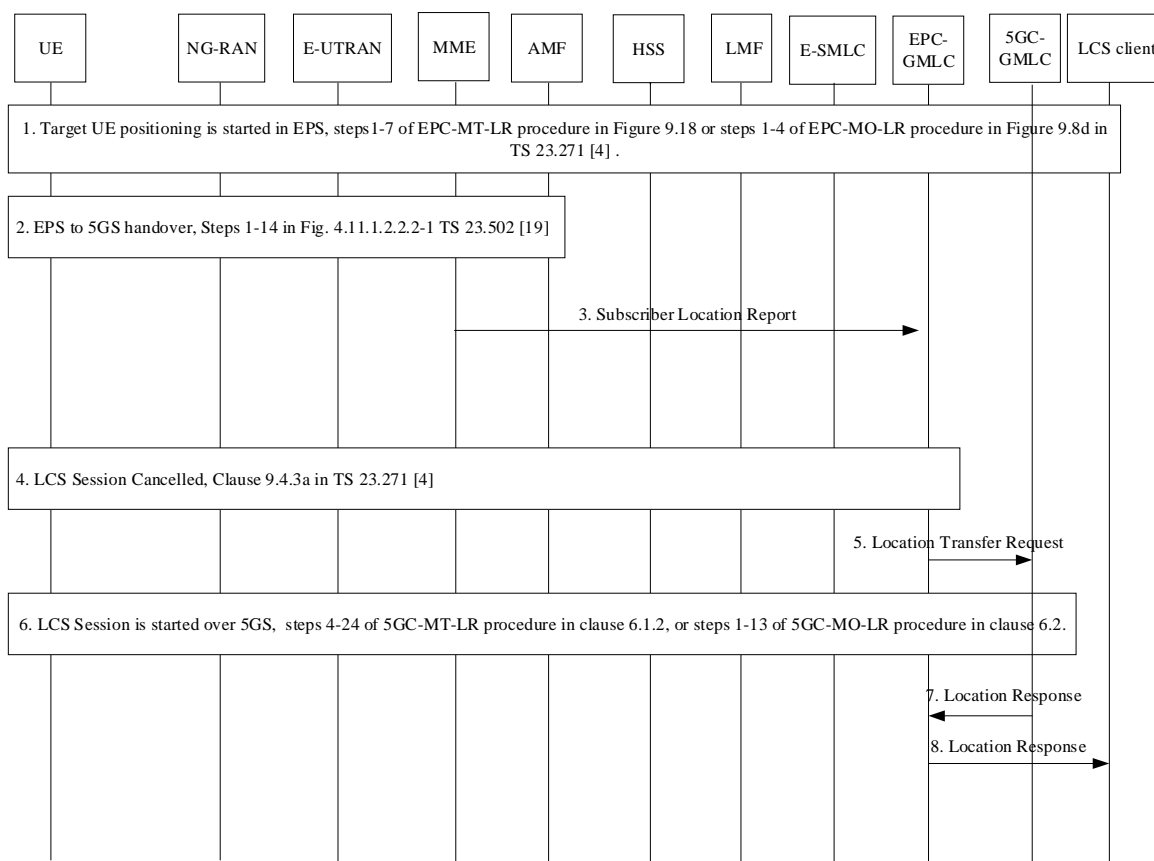 UE
NG-RAN
E-UTRAN
MME
AMF
HSS
LMF
E-SMLC
EPC-
GMLC
5GC-
GMLC
LCS client
1. Target UE positioning is started in EPS, steps1-7 of EPC-MT-LR procedure in Figure 9.18 or steps 1-4 of EPC-MO-LR procedure in Figure 9.8d in
TS 23.271 [4] .
2. EPS to 5GS handover, Steps 1-14 in Fig. 4.11.1.2.2.2-1 TS 23.502 [19]
3. Subscriber Location Report
4. LCS Session Cancelled, Clause 9.4.3a in TS 23.271 [4]
5. Location Transfer Request
6. LCS Session is started over 5GS, steps 4-24 of 5GC-MT-LR procedure in clause 6.1.2, or steps 1-13 of 5GC-MO-LR procedure in clause 6.2.
7. Location Response
8. Location Response